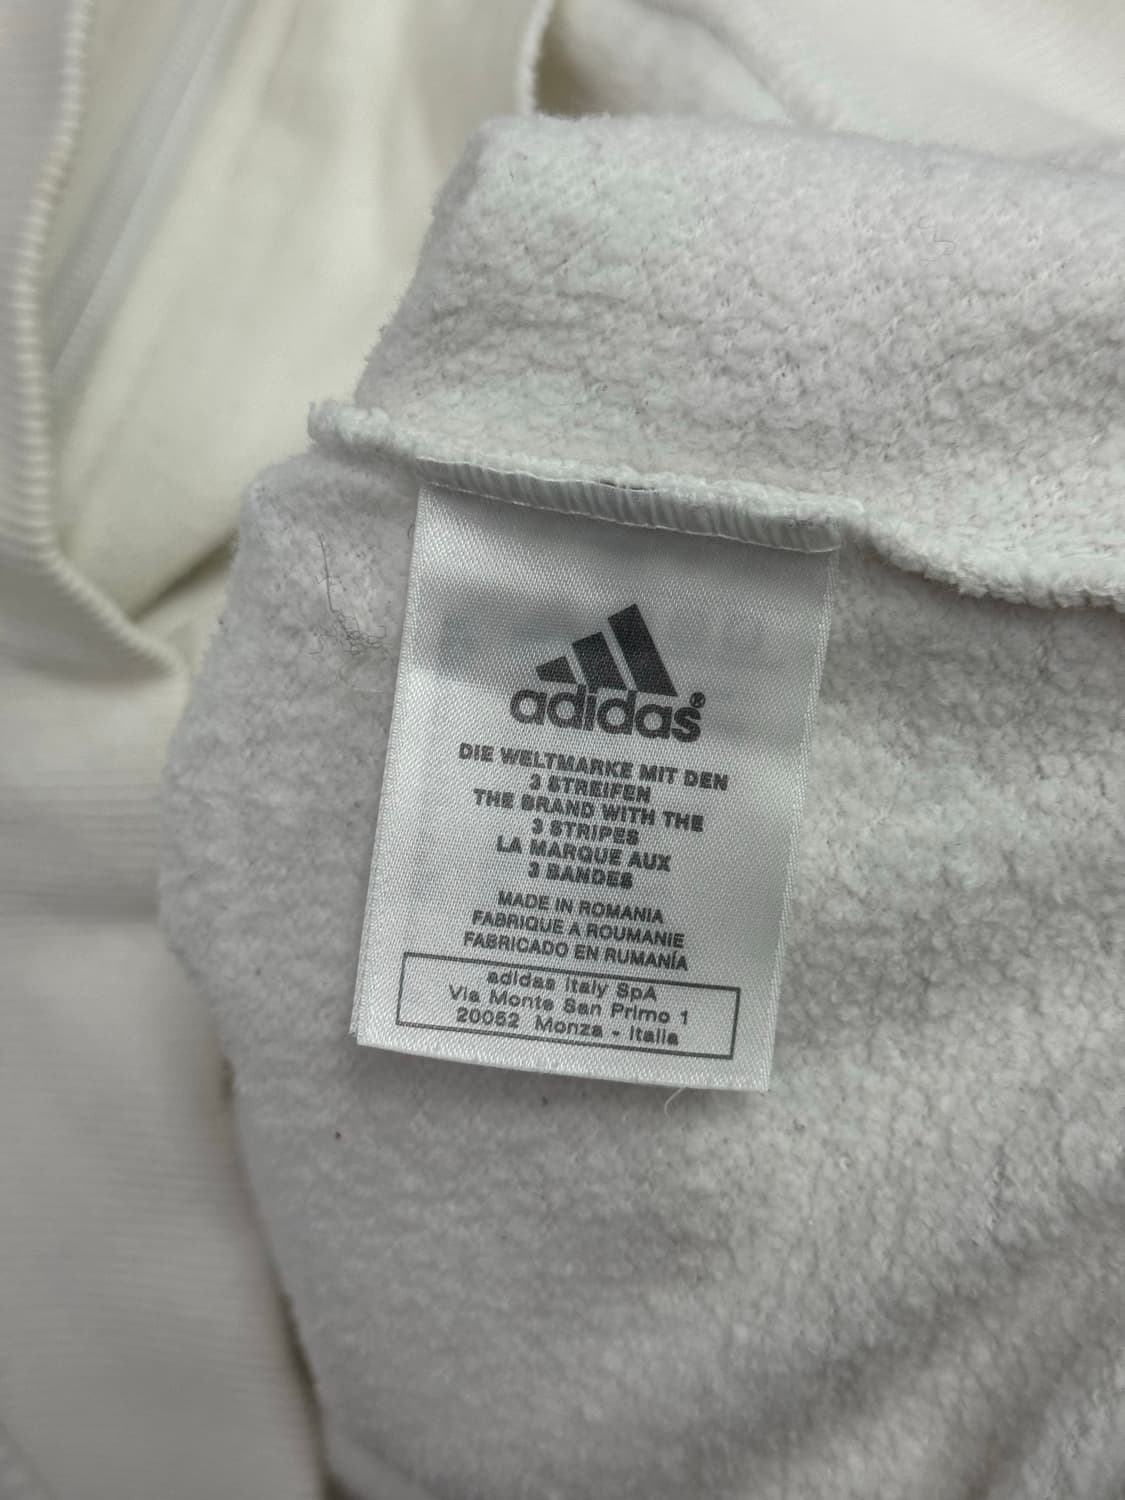 adidas®
DIE WELTMARKE MIT DEN
3 STREIFEN
THE BRAND WITH THE
3 STRIPES
LA MARQUE AUX
3 BANDES
MADE IN ROMANIA
FABRIQUE A ROUMANIE
FABRICADO EN RUMANÍA
adidas Italy SpA
Via Monte San Primo 1
20052 Monza - Italia